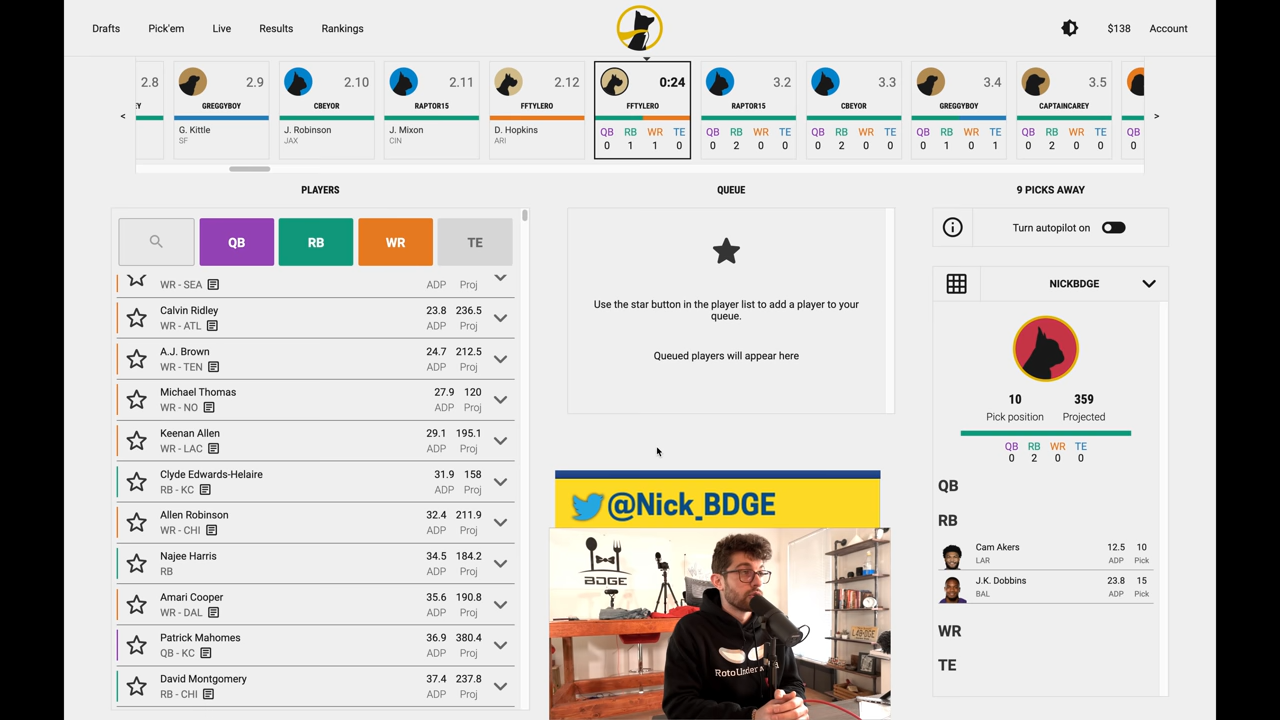 Drafts Pick'em Live Results Rankings $138 Account
2.8 2.9 2.10 2.11 2.12 0:24 3.2 3.3 3.4 3.5
GREGGYBOY CBEYOR RAPTOR15 FFTYLERO FFTYLERO RAPTOR15 CBEYOR GREGGYBOY CAPTAINCAREY
< G. Kittle J. Robinson J. Mixon D. Hopkins QB RB WR TE QB RB WR TE QB RB WR TE QB RB WR TE QB RB WR TE QB >
SF JAX CIN ARI 0 1 1 0 0 2 0 0 0 2 0 0 0 1 0 1 0 2 0 0 0
PLAYERS
QB RB WR TE
WR - SEA ADP Proj
Calvin Ridley 23.8 236.5
WR - ATL ADP Proj
A.J. Brown 24.7 212.5
WR - TEN ADP Proj
Michael Thomas 27.9 120
WR - NO ADP Proj
Keenan Allen 29.1 195.1
WR - LAC ADP Proj
Clyde Edwards-Helaire 31.9 158
RB - KC ADP Proj
Allen Robinson 32.4 211.9
WR - CHI ADP Proj
Najee Harris 34.5 184.2
RB ADP Proj
Amari Cooper 35.6 190.8
WR - DAL ADP Proj
Patrick Mahomes 36.9 380.4
QB - KC ADP Proj
David Montgomery 37.4 237.8
RB - CHI ADP Proj
QUEUE
Use the star button in the player list to add a player to your
queue.
Queued players will appear here
@Nick_BDGE
BDGE
9 PICKS AWAY
Turn autopilot on
NICKBDGE
10 359
Pick position Projected
QB RB WR TE
0 2 0 0
QB
RB
Cam Akers 12.5 10
LAR ADP Pick
J.K. Dobbins 23.8 15
BAL ADP Pick
WR
TE